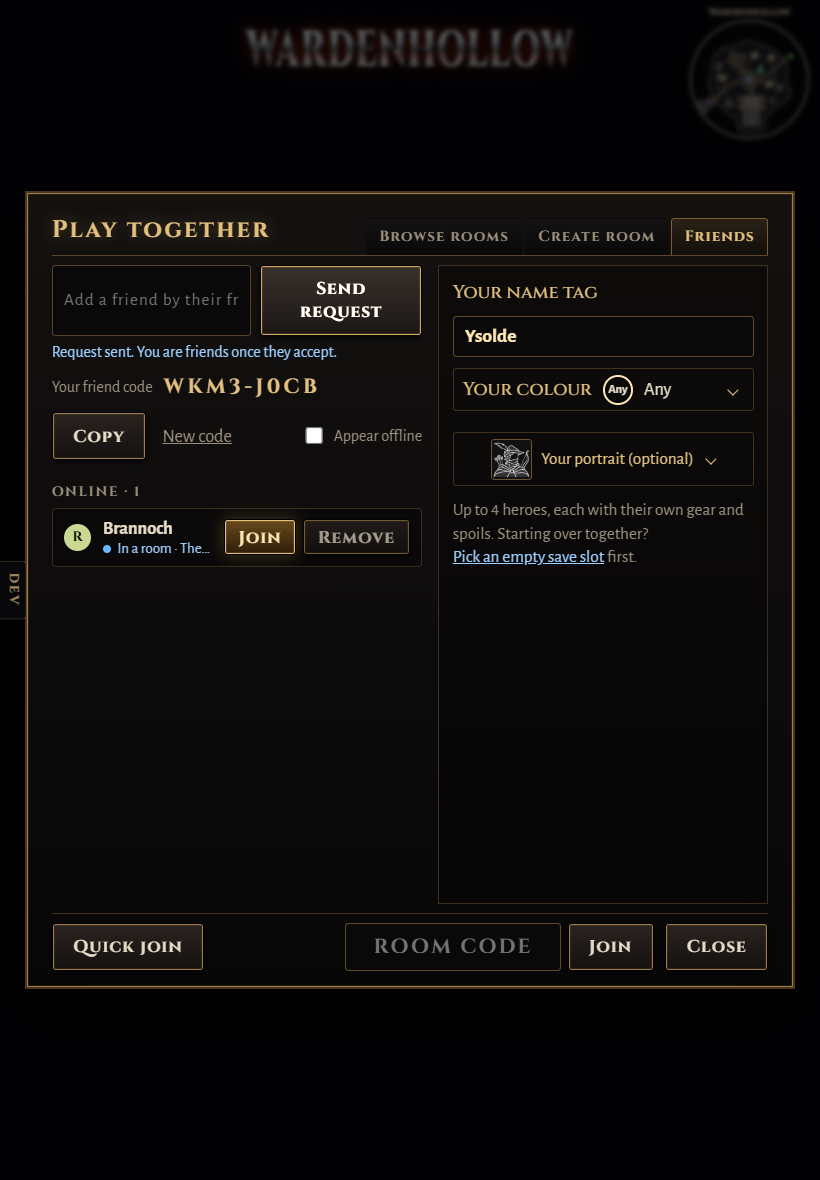 WARDENHOLLOW
WARDENHOLLOW
Play together
Browse rooms
Create room
Friends
Add a friend by their fr
Send request
Request sent. You are friends once they accept.
Your friend code WKM3-J0CB
Copy
New code
Appear offline
ONLINE · 1
R
Brannoch
In a room · The…
Join
Remove
Your name tag
Ysolde
Your colour
Any
Any
Your portrait (optional)
Up to 4 heroes, each with their own gear and
spoils. Starting over together?
Pick an empty save slot first.
DEV
Quick join
ROOM CODE
Join
Close